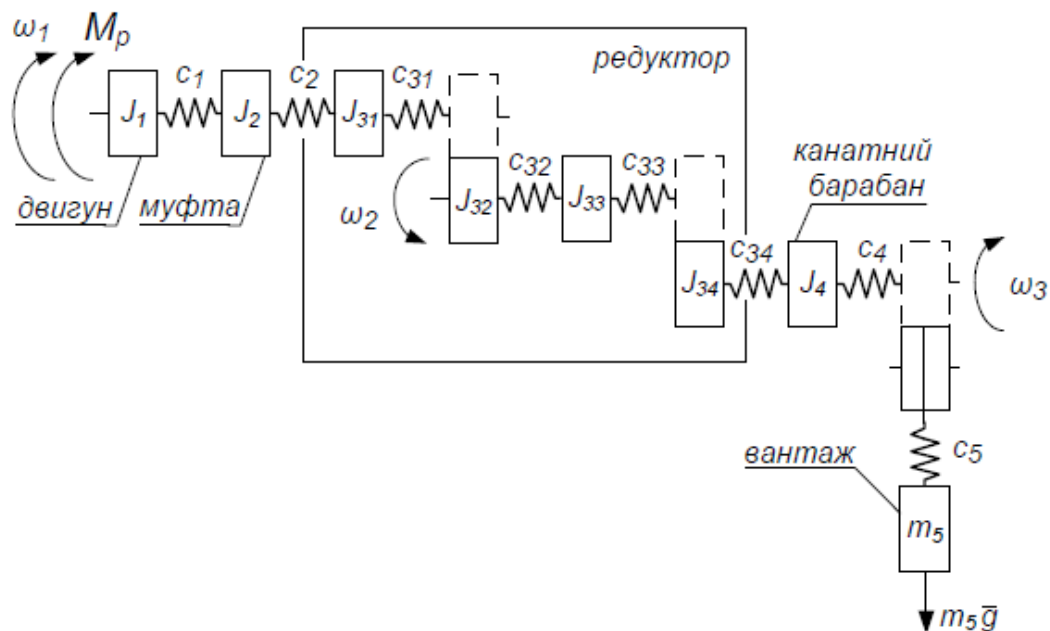 ω1 Mp
c1 c2 c31
редуктор
J1 J2 J31
двигун муфта
ω2 c32 c33
J32 J33
канатний
барабан
c34 c4
J34 J4
ω3
c5
вантаж
m5
m5g̅